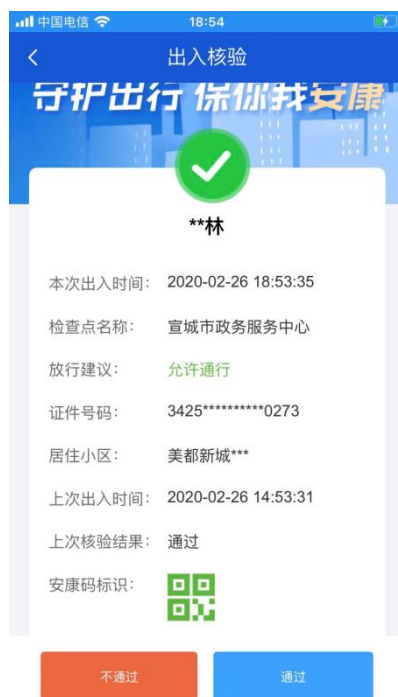 中国电信 18:54
出入核验
守护出行 保你我安康
**林
本次出入时间： 2020-02-26 18:53:35
检查点名称： 宣城市政务服务中心
放行建议： 允许通行
证件号码： 3425**********0273
居住小区： 美都新城***
上次出入时间： 2020-02-26 14:53:31
上次核验结果： 通过
安康码标识：
不通过 通过